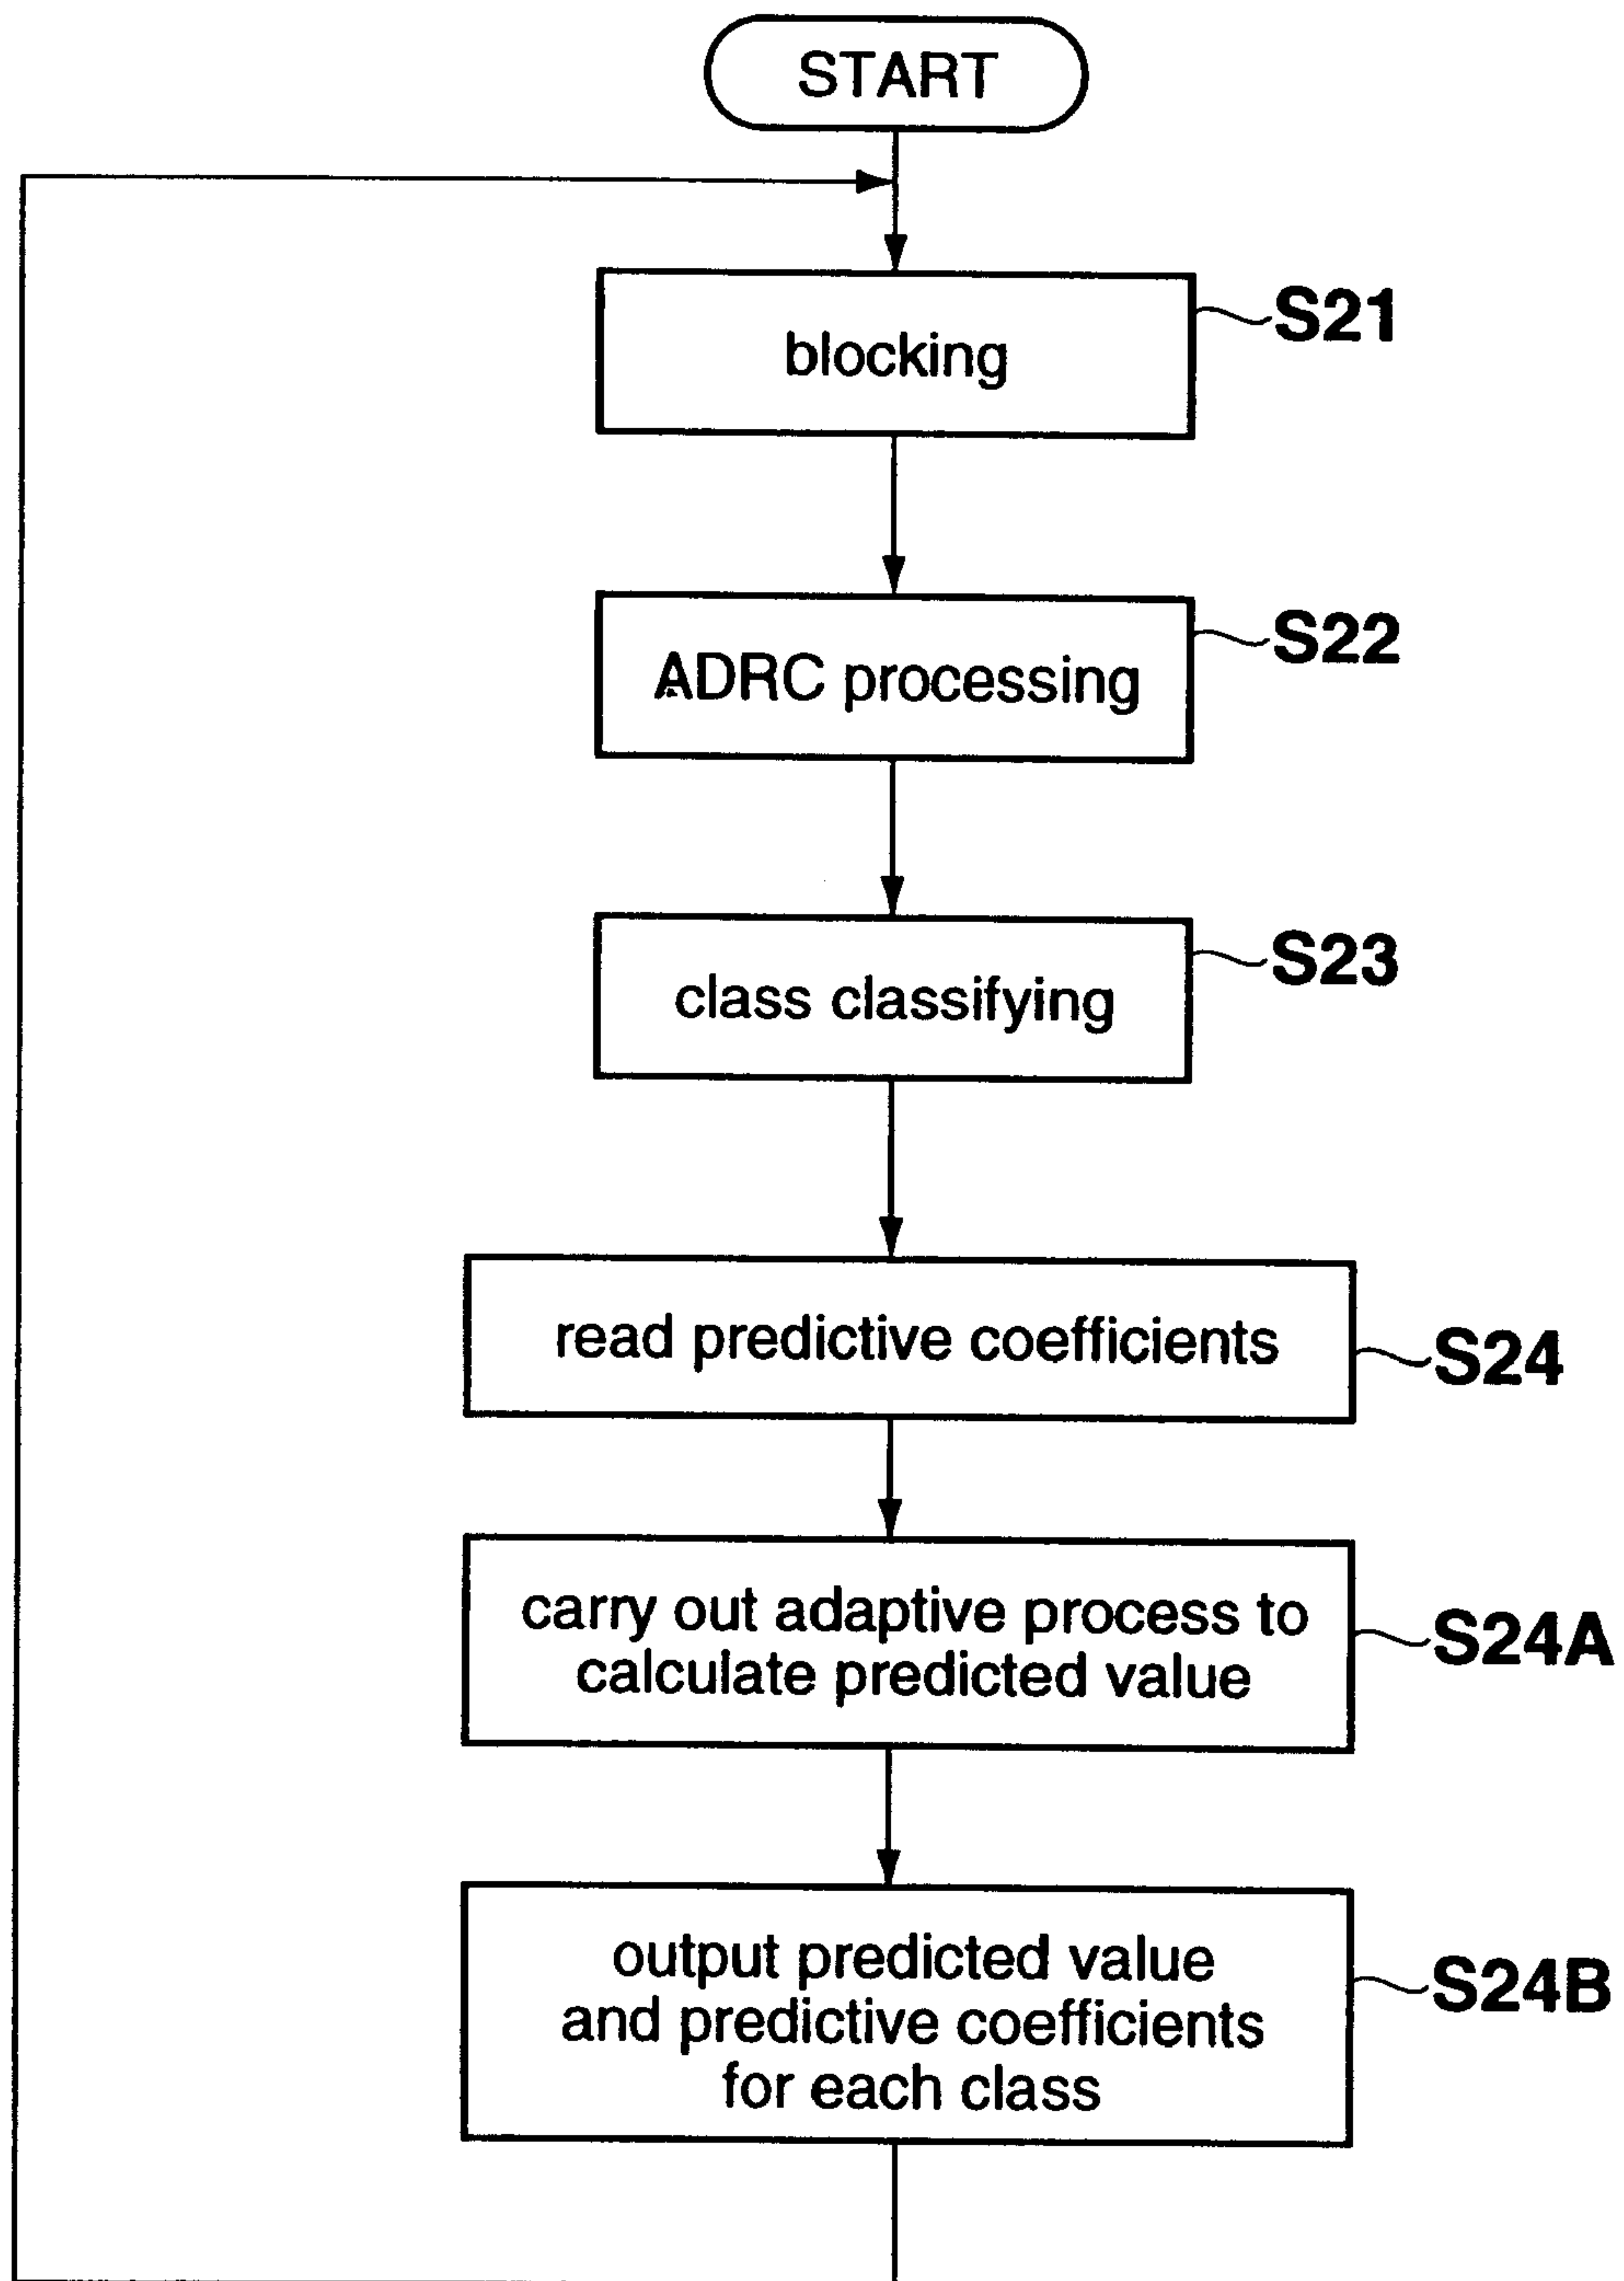 START
blocking
S21
ADRC processing
S22
class classifying
S23
read predictive coefficients
S24
carry out adaptive process to
calculate predicted value
S24A
output predicted value
and predictive coefficients
for each class
S24B